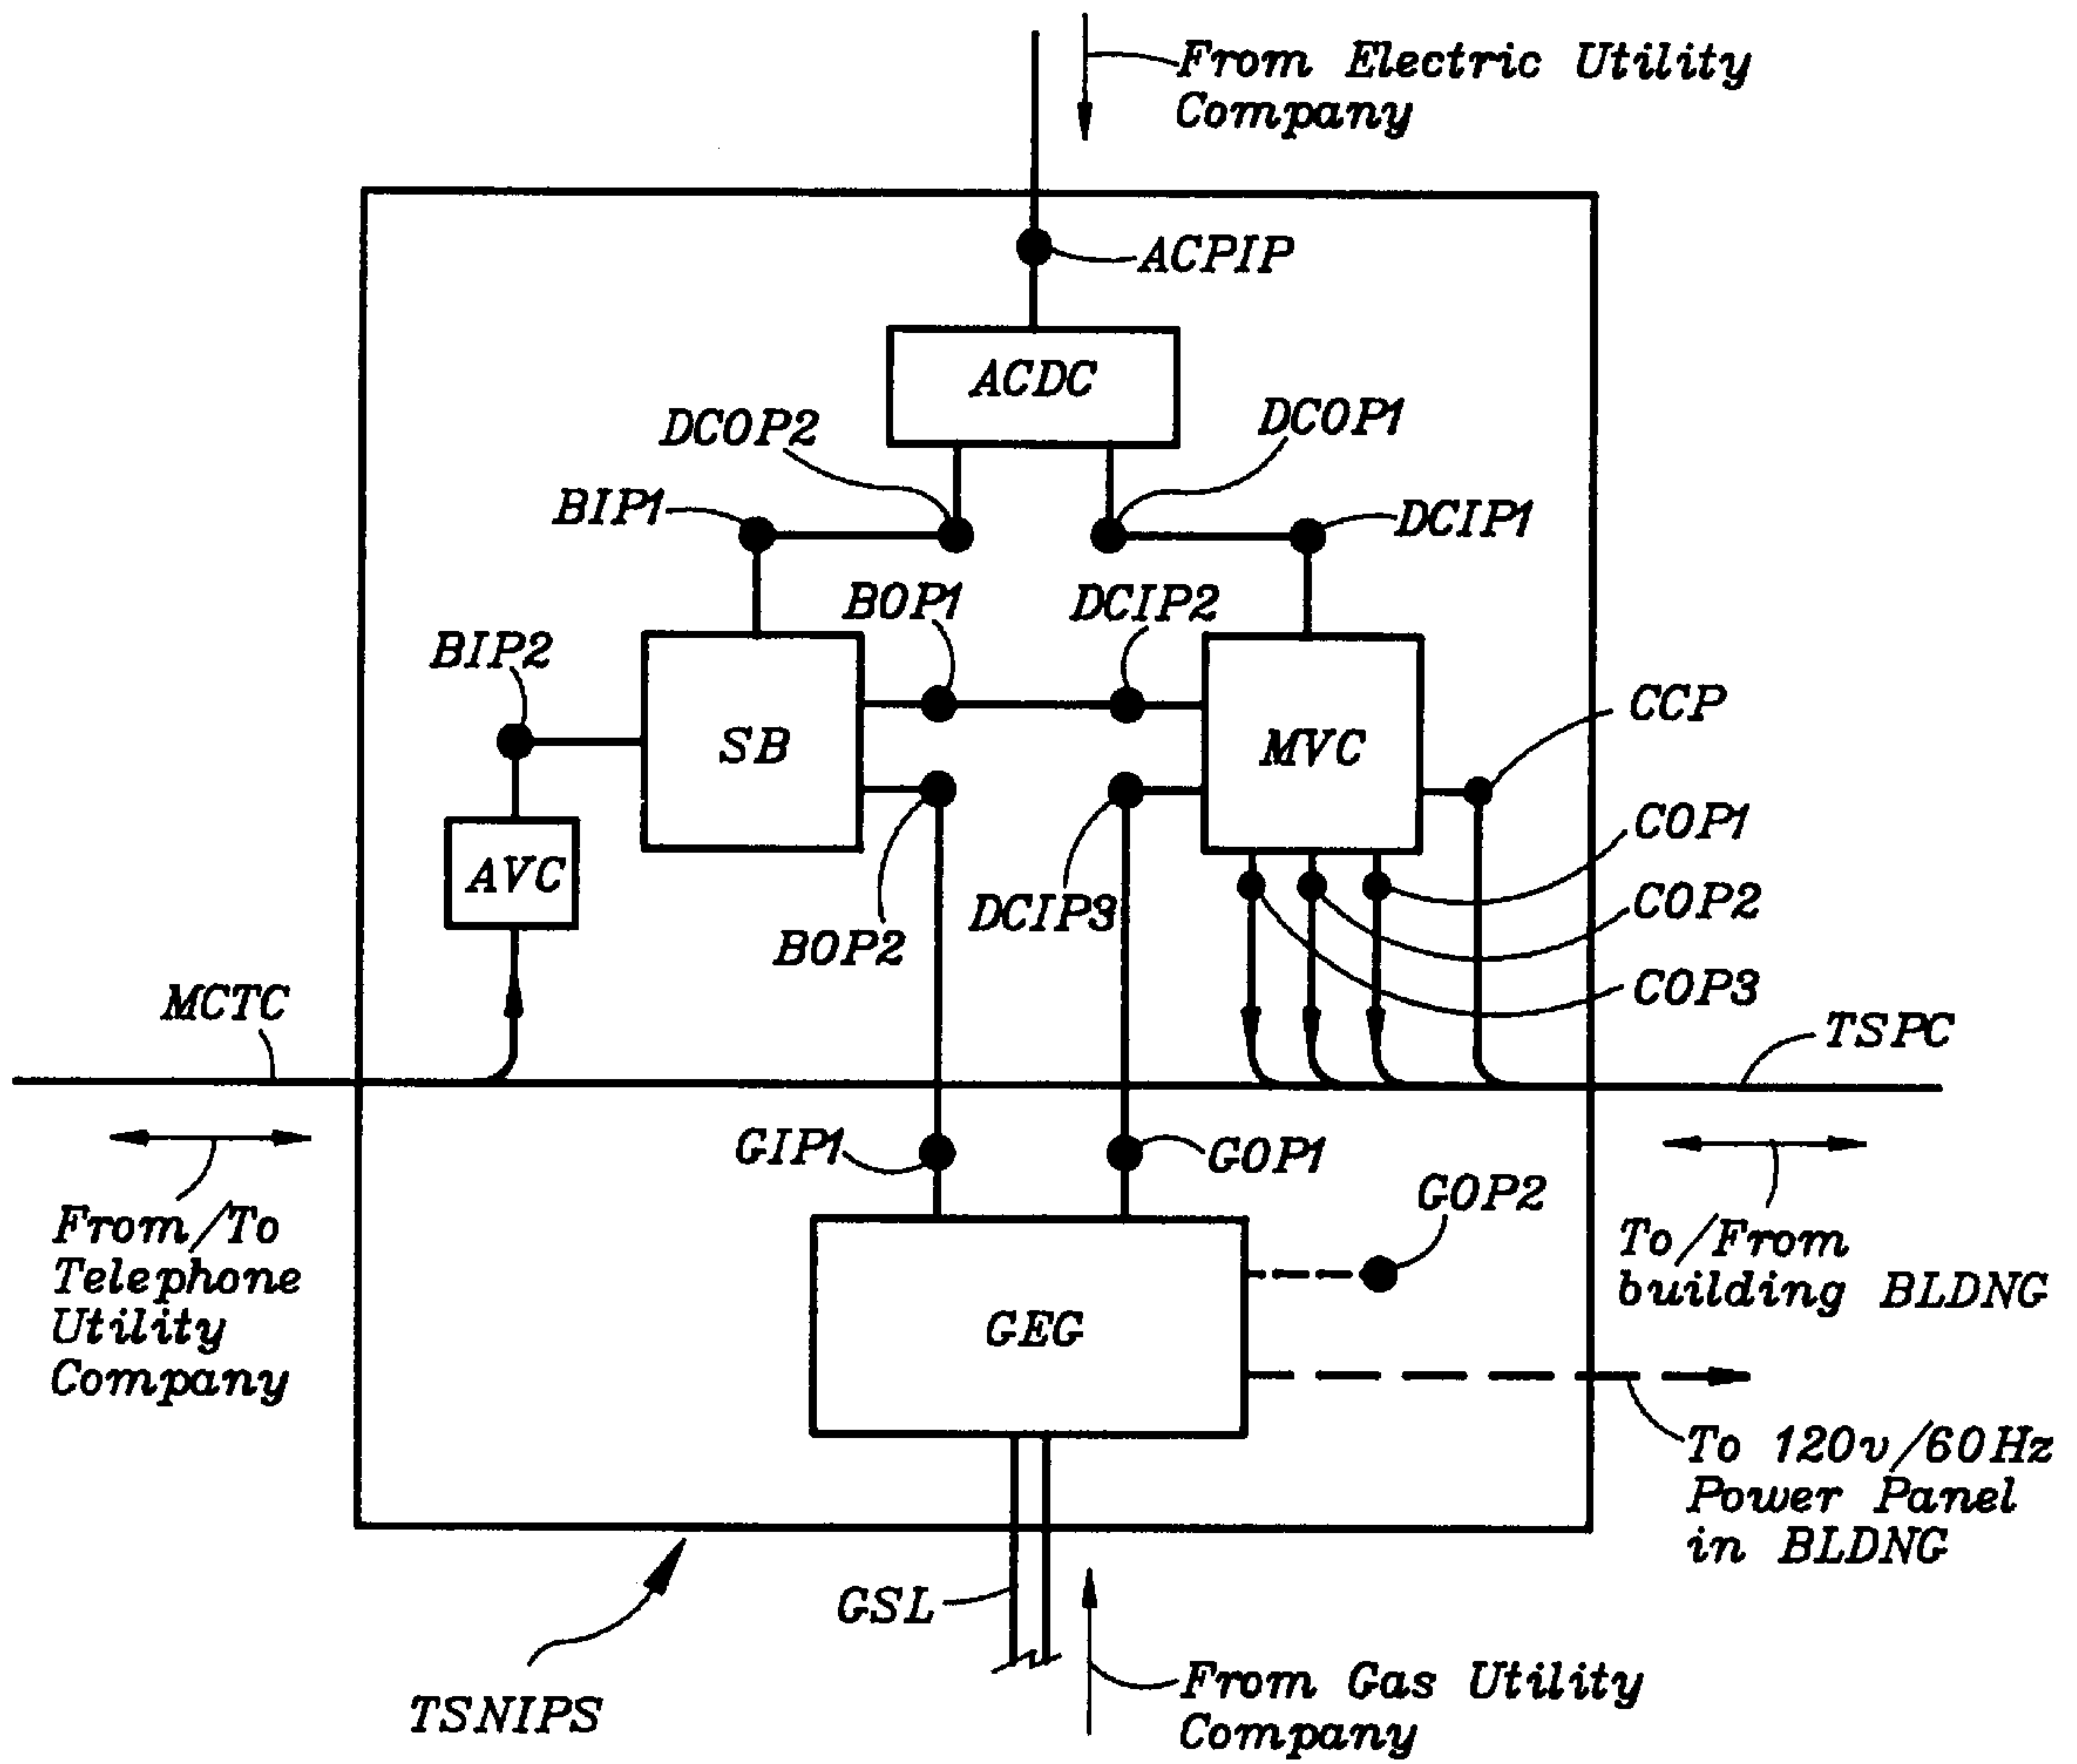 From Electric Utility
Company
ACPIP
ACDC
DCOP2
DCOP1
BIP1
DCIP1
BOP1
DCIP2
BIP2
CCP
SB
MVC
COP1
AVC
COP2
DCIP3
BOP2
COP3
MCTC
TSPC
GIP1
GOP1
GOP2
From/To
Telephone
Utility
Company
To/From
building BLDNG
GEG
To 120v/60Hz
Power Panel
in BLDNG
GSL
TSNIPS
From Gas Utility
Company